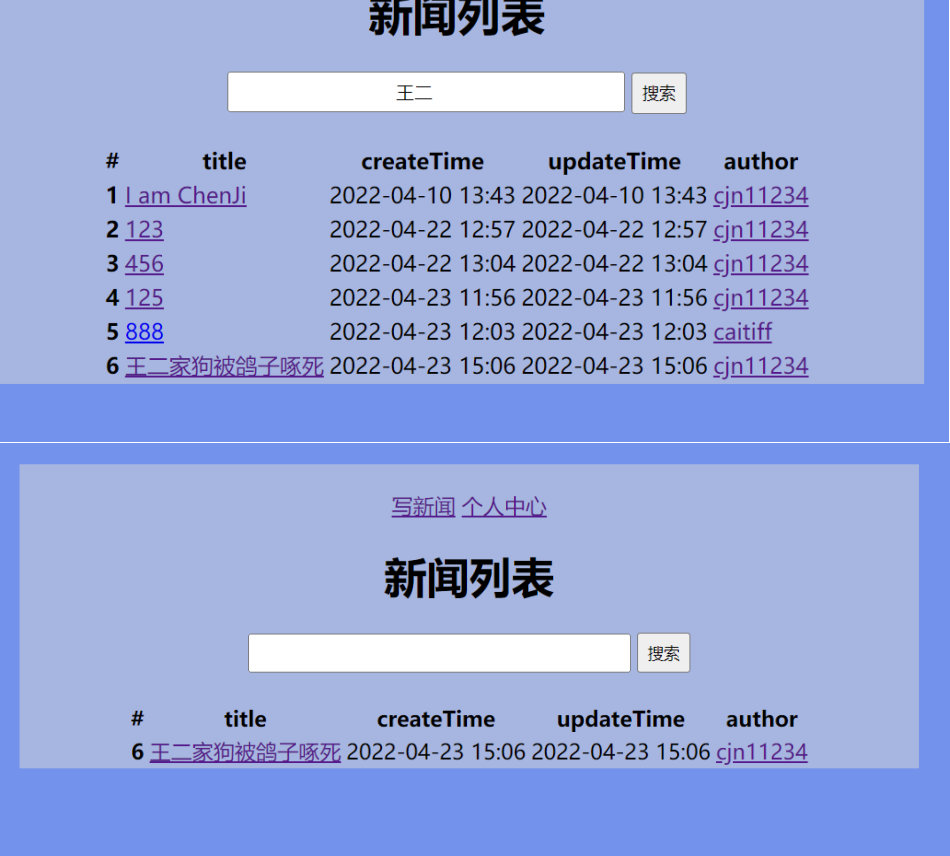 新闻列表
王二 搜索
# title createTime updateTime author
1 I am ChenJi 2022-04-10 13:43 2022-04-10 13:43 cjn11234
2 123 2022-04-22 12:57 2022-04-22 12:57 cjn11234
3 456 2022-04-22 13:04 2022-04-22 13:04 cjn11234
4 125 2022-04-23 11:56 2022-04-23 11:56 cjn11234
5 888 2022-04-23 12:03 2022-04-23 12:03 caitiff
6 王二家狗被鸽子啄死 2022-04-23 15:06 2022-04-23 15:06 cjn11234
写新闻 个人中心
新闻列表
搜索
# title createTime updateTime author
6 王二家狗被鸽子啄死 2022-04-23 15:06 2022-04-23 15:06 cjn11234